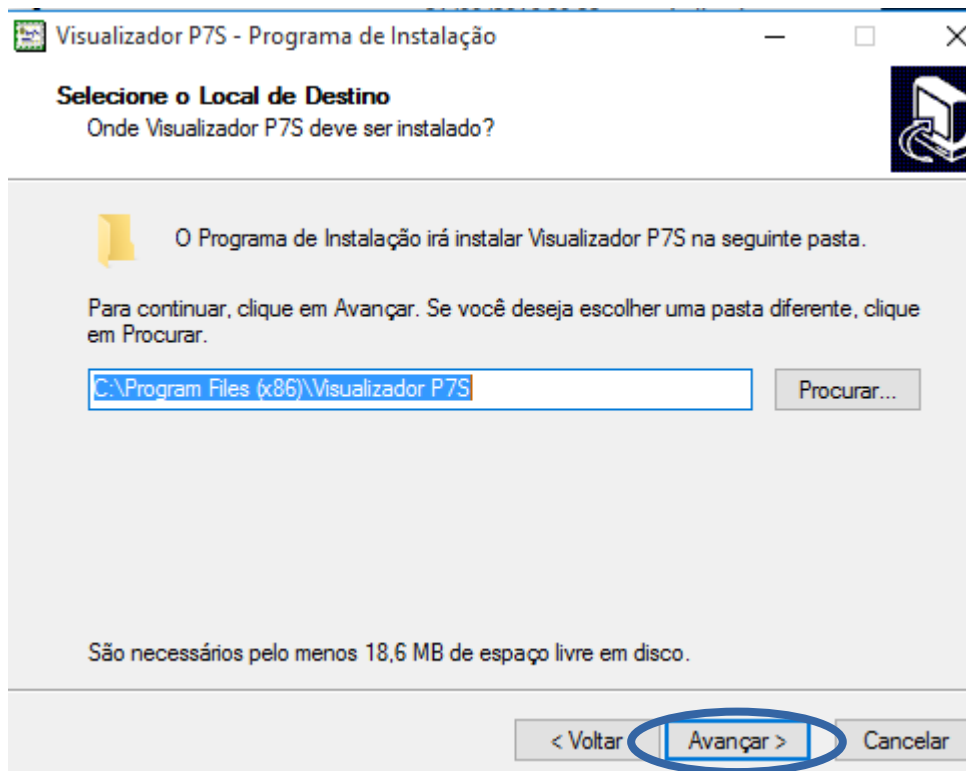 Visualizador P7S - Programa de Instalação
Selecione o Local de Destino
Onde Visualizador P7S deve ser instalado?
O Programa de Instalação irá instalar Visualizador P7S na seguinte pasta.
Para continuar, clique em Avançar. Se você deseja escolher uma pasta diferente, clique
em Procurar.
C:\Program Files (x86)\Visualizador P7S
Procurar...
São necessários pelo menos 18,6 MB de espaço livre em disco.
< Voltar
Avançar >
Cancelar